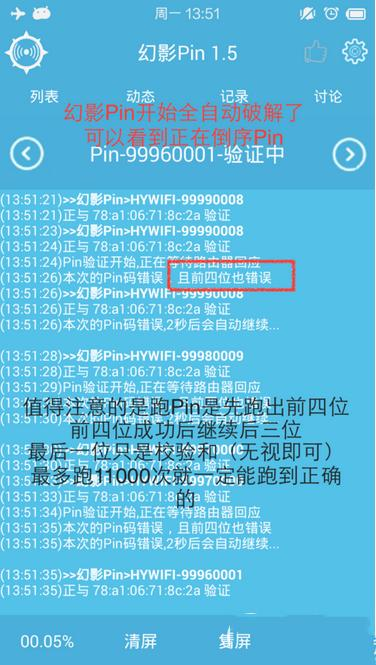 周一 13:51
幻影Pin 1.5
列表 动态 记录 讨论
幻影Pin开始全自动破解了
可以看到正在倒序Pin
Pin-99960001-验证中
(13:51:21)>>幻影Pin>HYWIFI-99990008
(13:51:21)正与 78:a1:06:71:8c:2a 验证
(13:51:23)>>幻影Pin>HYWIFI-99990008
(13:51:24)正与 78:a1:06:71:8c:2a 验证
(13:51:24)Pin验证开始,正在等待路由器回应
(13:51:26)本次的Pin码错误，且前四位也错误
(13:51:26)>>幻影Pin>HYWIFI-99990008
(13:51:26)正与 78:a1:06:71:8c:2a 验证
(13:51:26)本次的Pin码错误,2秒后会自动继续...
(13:51:28)>>幻影Pin>HYWIFI-99980009
(13:51:29)正与 78:a1:06:71:8c:2a 验证
(13:51:29)Pin验证开始,正在等待路由器回应
值得注意的是跑Pin是先跑出前四位
前四位成功后继续后三位
最后一位只是校验和（无视即可）
最多跑11000次就一定能跑到正确
的
(13:51:34)Pin验证开始,正在等待路由器回应
(13:51:35)本次的Pin码错误，且前四位也错误
(13:51:35)本次的Pin码错误,2秒后会自动继续...
(13:51:35)>>幻影Pin>HYWIFI-99960001
(13:51:35)正与 78:a1:06:71:8c:2a 验证
00.05% 清屏